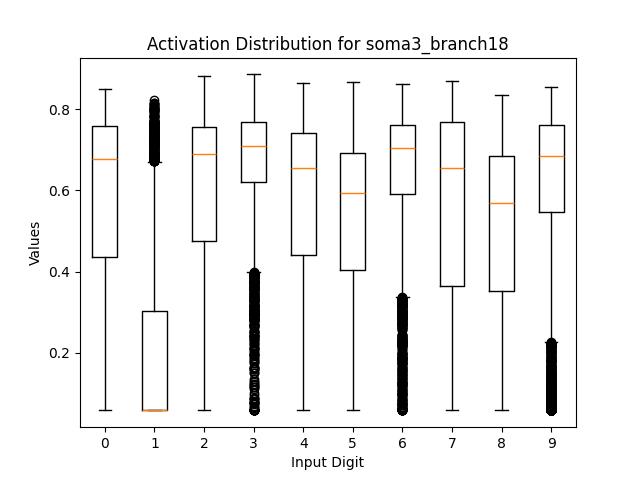 Activation Distribution for soma3_branch18
Values
0.8
0.6
0.4
0.2
0 1 2 3 4 5 6 7 8 9
Input Digit